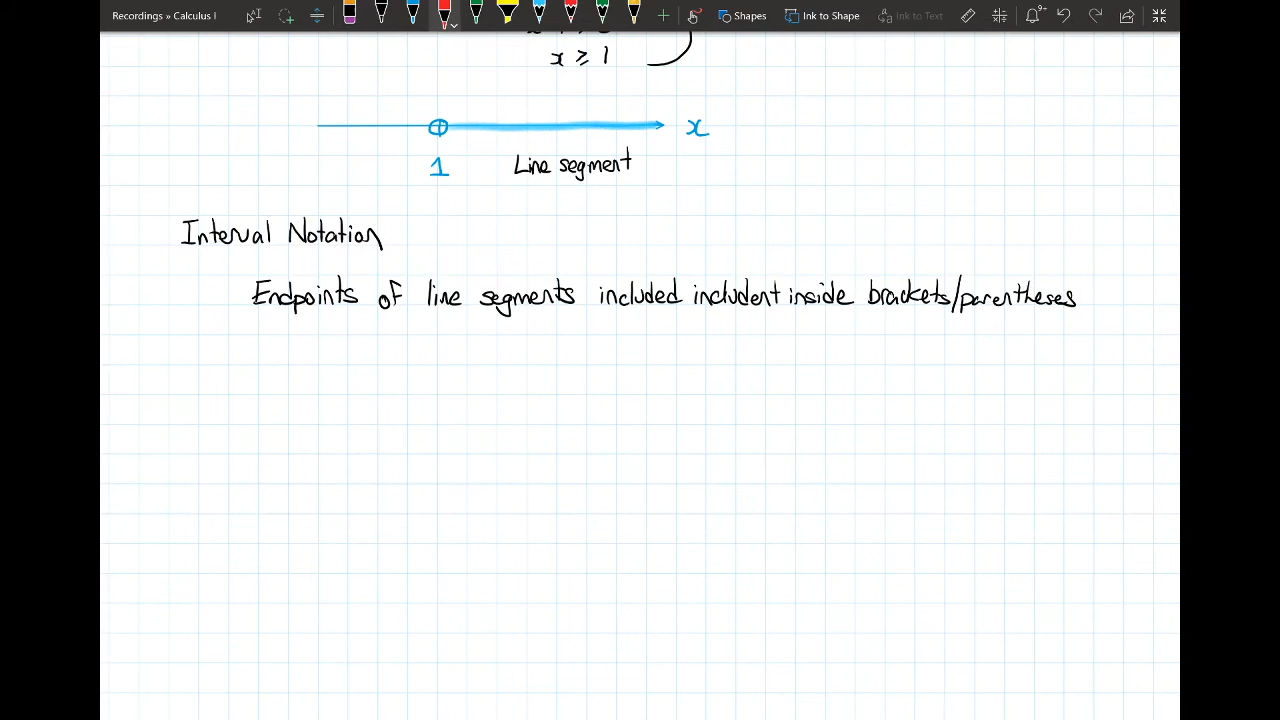 Recordings » Calculus I
Shapes
Ink to Shape
Ink to Text
9+
x ≥ 1
x
1
Line segment
Interval Notation
Endpoints of line segments included includent inside brackets/parentheses